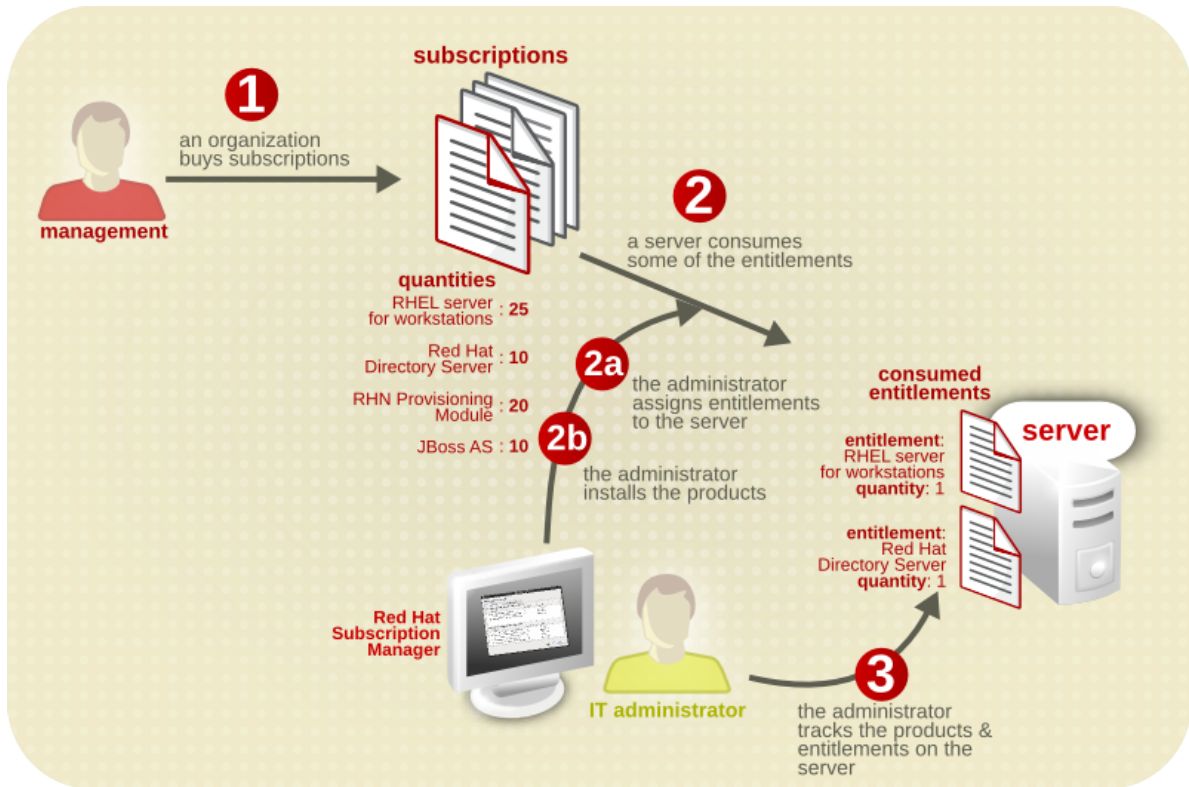 subscriptions
1
an organization
buys subscriptions
management
2
a server consumes
some of the entitlements
quantities
RHEL server
for workstations : 25
Red Hat
Directory Server : 10
RHN Provisioning
Module : 20
JBoss AS : 10
2a
the administrator
assigns entitlements
to the server
2b
the administrator
installs the products
consumed
entitlements
server
entitlement:
RHEL server
for workstations
quantity: 1
entitlement:
Red Hat
Directory Server
quantity: 1
Red Hat
Subscription
Manager
IT administrator
3
the administrator
tracks the products &
entitlements on the
server